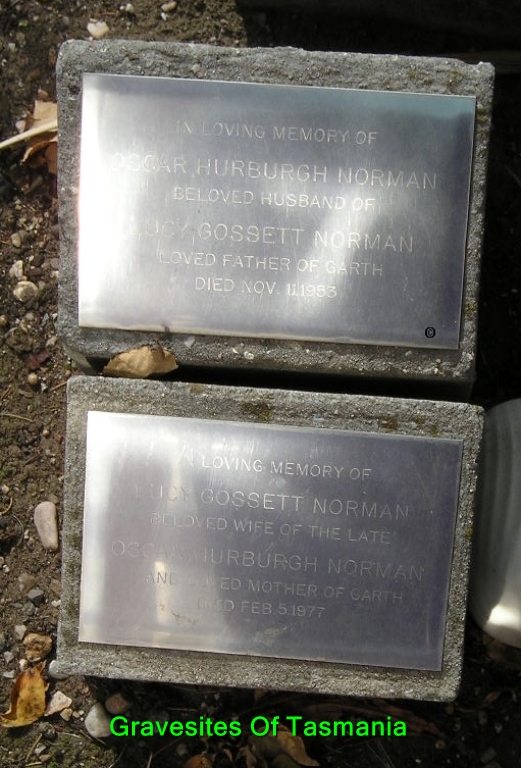 IN LOVING MEMORY OF
OSCAR HURBURGH NORMAN
BELOVED HUSBAND OF
LUCY GOSSETT NORMAN
LOVED FATHER OF GARTH
DIED NOV. 11.1953
©
IN LOVING MEMORY OF
LUCY GOSSETT NORMAN
BELOVED WIFE OF THE LATE
OSCAR HURBURGH NORMAN
AND LOVED MOTHER OF GARTH
DIED FEB.5.1977
Gravesites Of Tasmania